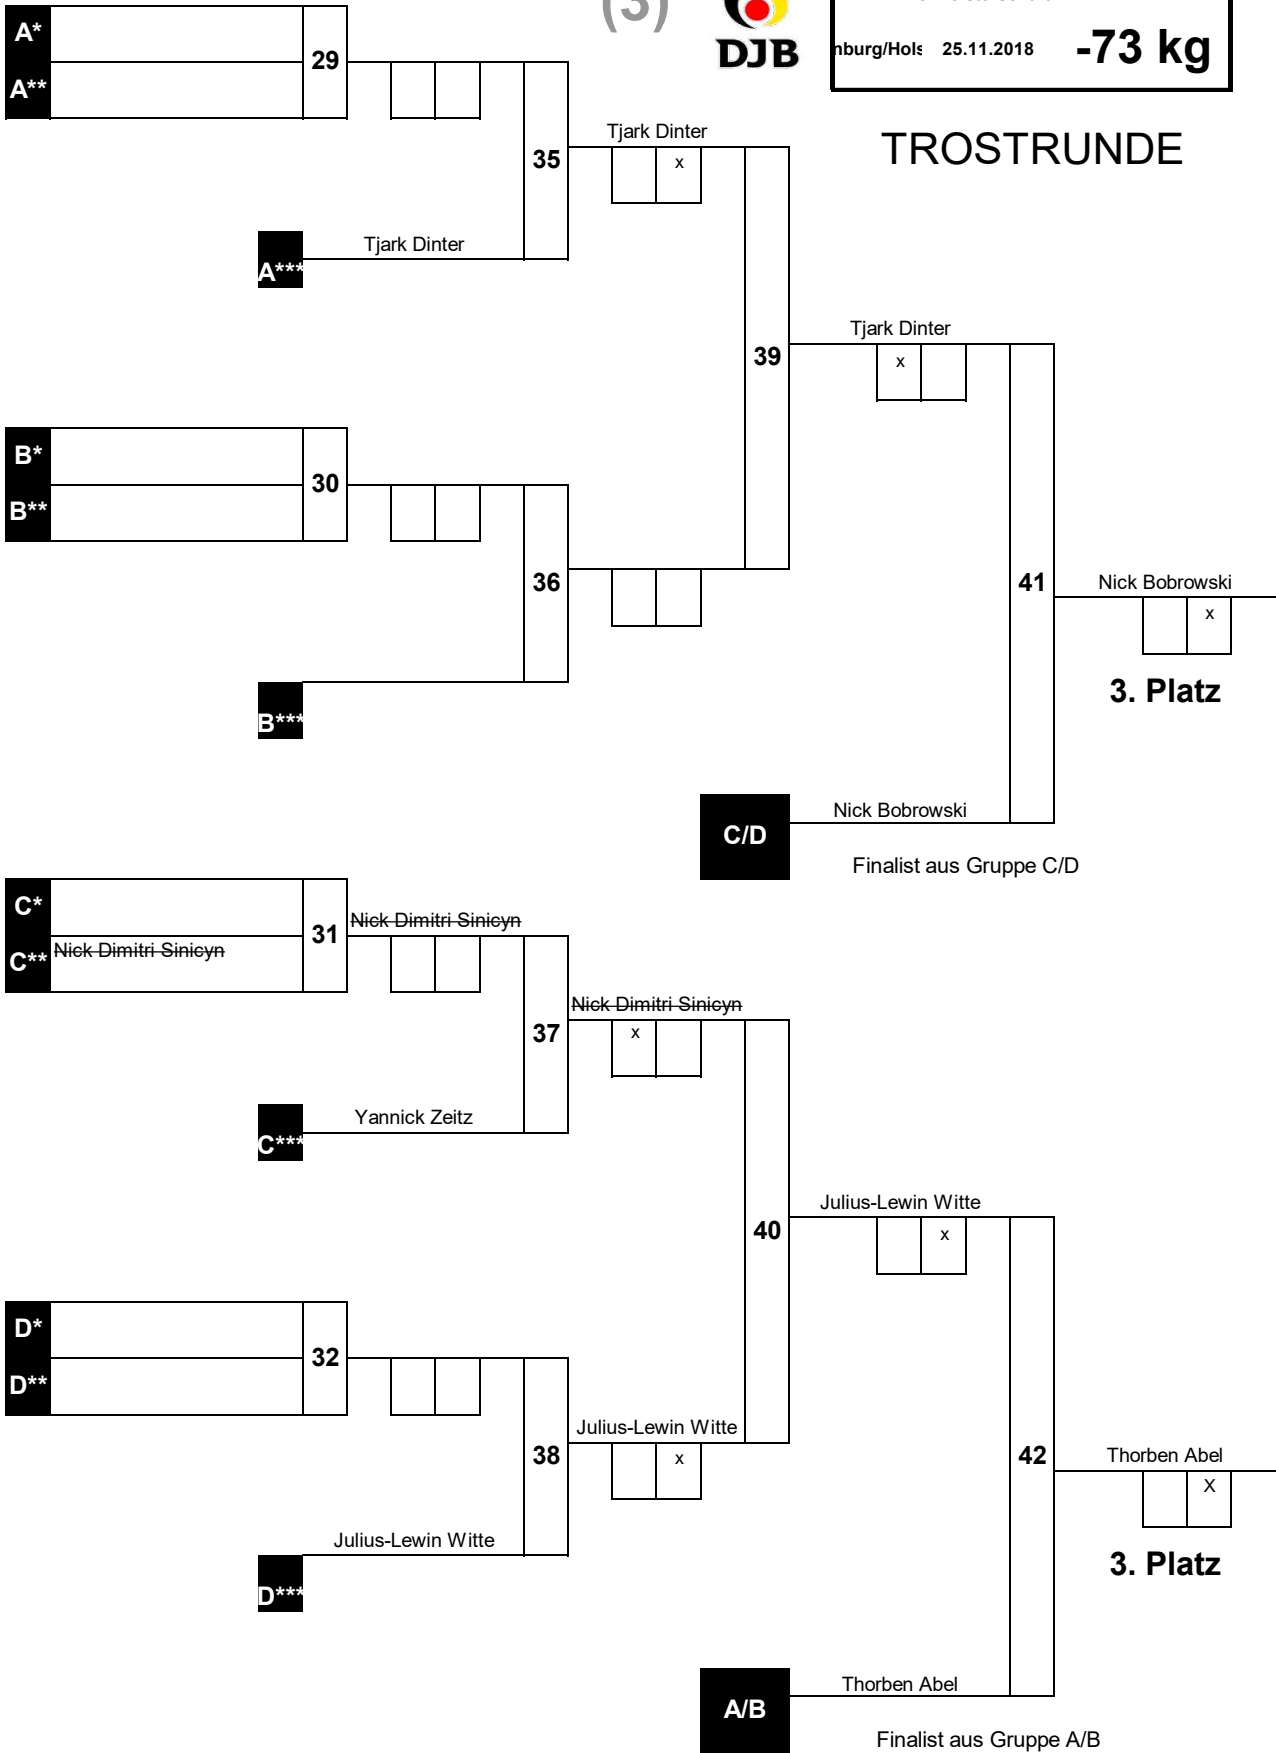 (3)
DJB
25.11.2018
-73 kg
TROSTRUNDE
A*
A**
29
35
Tjark Dinter
x
A***
Tjark Dinter
39
Tjark Dinter
x
B*
B**
30
36
41
Nick Bobrowski
x
3. Platz
B***
C/D
Nick Bobrowski
Finalist aus Gruppe C/D
C*
C**
Nick Dimitri Sinicyn
31
Nick Dimitri Sinicyn
37
Nick Dimitri Sinicyn
x
C***
Yannick Zeitz
40
Julius-Lewin Witte
x
D*
D**
32
38
Julius-Lewin Witte
x
42
Thorben Abel
X
3. Platz
D***
Julius-Lewin Witte
A/B
Thorben Abel
Finalist aus Gruppe A/B